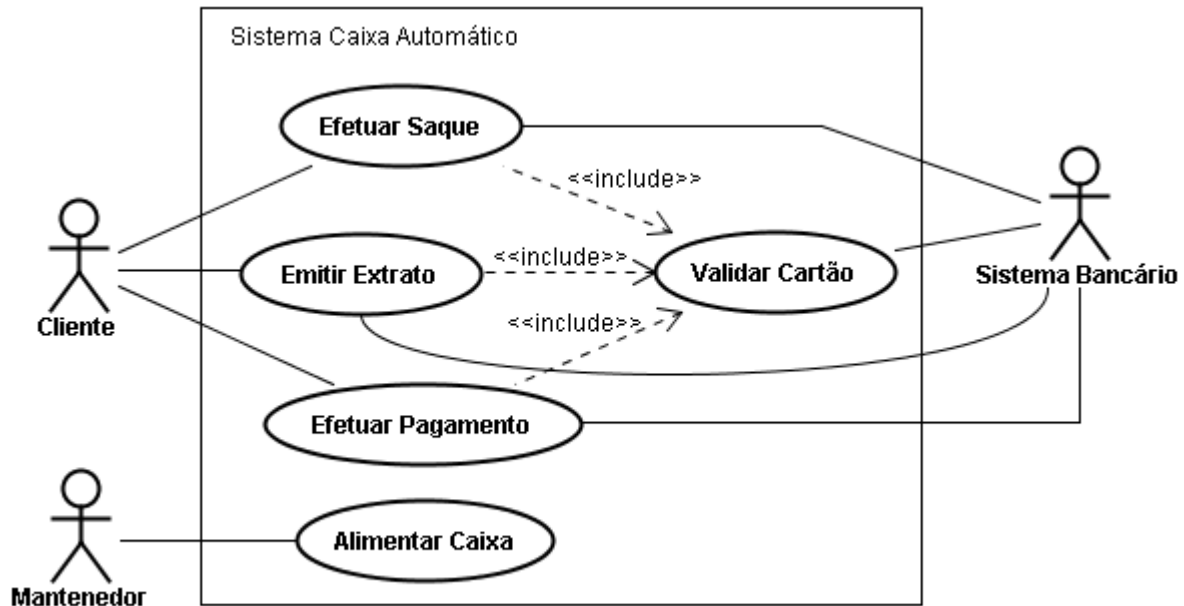 Sistema Caixa Automático
Efetuar Saque
<<include>>
Emitir Extrato
<<include>>
Validar Cartão
Sistema Bancário
Cliente
<<include>>
Efetuar Pagamento
Alimentar Caixa
Mantenedor